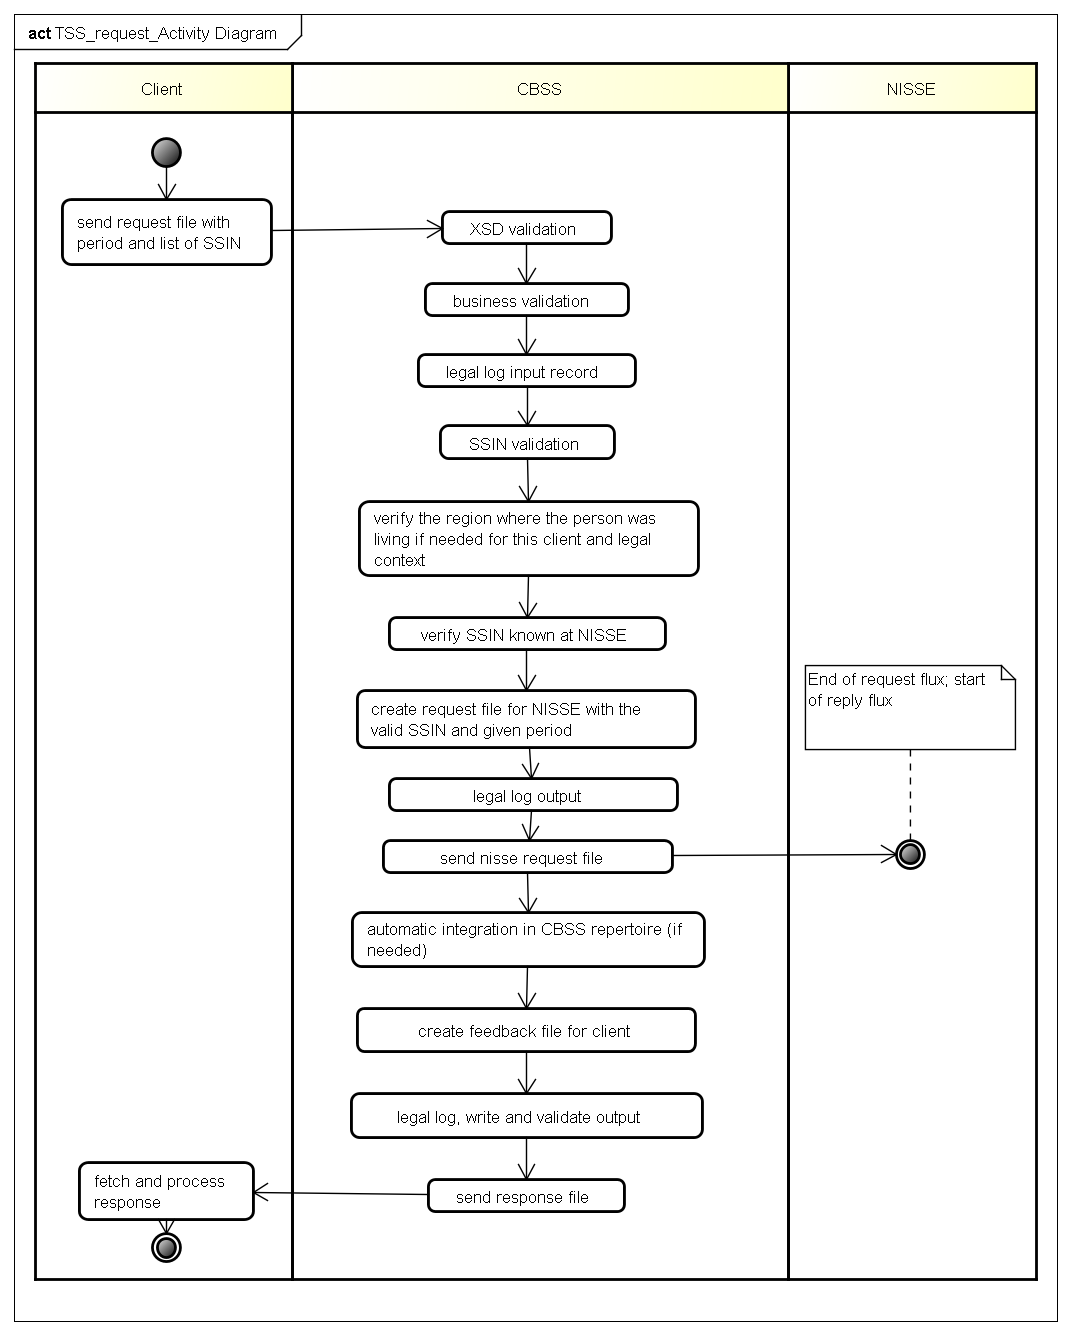 act TSS_request_Activity Diagram
Client
CBSS
NISSE
send request file with
period and list of SSIN
XSD validation
business validation
legal log input record
SSIN validation
verify the region where the person was
living if needed for this client and legal
context
verify SSIN known at NISSE
End of request flux; start
of reply flux
create request file for NISSE with the
valid SSIN and given period
legal log output
send nisse request file
automatic integration in CBSS repertoire (if
needed)
create feedback file for client
legal log, write and validate output
send response file
fetch and process
response